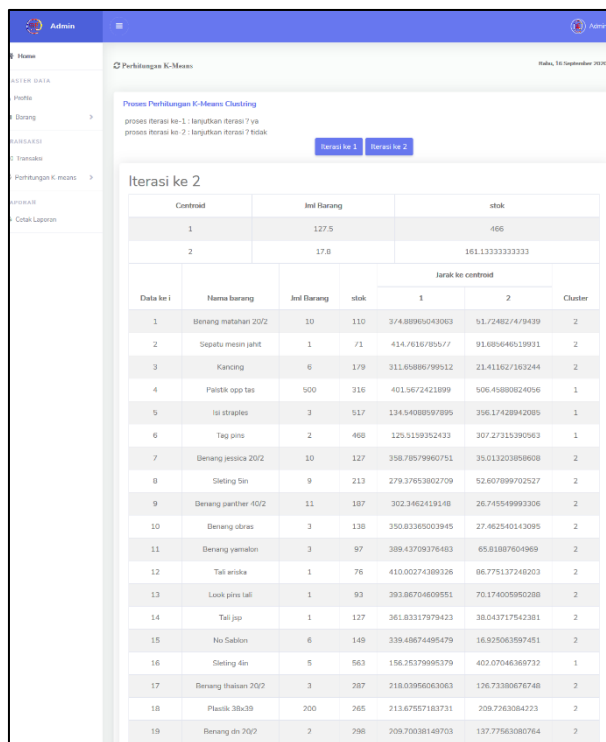 Admin
Admin
Home
Perhitungan K-Means
Rabu, 16 September 2020
MASTER DATA
Profile
Barang
TRANSAKSI
Transaksi
Perhitungan K-means
LAPORAN
Cetak Laporan
Proses Perhitungan K-Means Clustring
proses iterasi ke-1 : lanjutkan iterasi ? ya
proses iterasi ke-2 : lanjutkan iterasi ? tidak
Iterasi ke 1 Iterasi ke 2
Iterasi ke 2
Centroid Jml Barang stok
1 127.5 466
2 17.8 161.13333333333
Jarak ke centroid
Data ke i Nama barang Jml Barang stok 1 2 Cluster
1 Benang matahari 20/2 10 110 374.88965043063 51.724827479439 2
2 Sepatu mesin jahit 1 71 414.7616785577 91.685646519931 2
3 Kancing 6 179 311.65886799512 21.411627163244 2
4 Palstik opp tas 500 316 401.5672421899 506.45880824056 1
5 Isi straples 3 517 134.54088597895 356.17428942085 1
6 Tag pins 2 468 125.5159352433 307.27315390563 1
7 Benang jessica 20/2 10 127 358.78579960751 35.013203858608 2
8 Sleting 5in 9 213 279.37653802709 52.607899702527 2
9 Benang panther 40/2 11 187 302.3462419148 26.745549993306 2
10 Benang obras 3 138 350.83365003945 27.462540143095 2
11 Benang yamalon 3 97 389.43709376483 65.81887604969 2
12 Tali ariska 1 76 410.00274389326 86.775137248203 2
13 Look pins tali 1 93 393.86704609551 70.174005950288 2
14 Tali jsp 1 127 361.83317979423 38.043717542381 2
15 No Sablon 6 149 339.48674495479 16.925063597451 2
16 Sleting 4in 5 563 156.25379995379 402.07046369732 1
17 Benang thaisan 20/2 3 287 218.03956063063 126.73380676748 2
18 Plastik 38x39 200 265 213.67557183731 209.7263084223 2
19 Benang dn 20/2 2 298 209.70038149703 137.77563080764 2